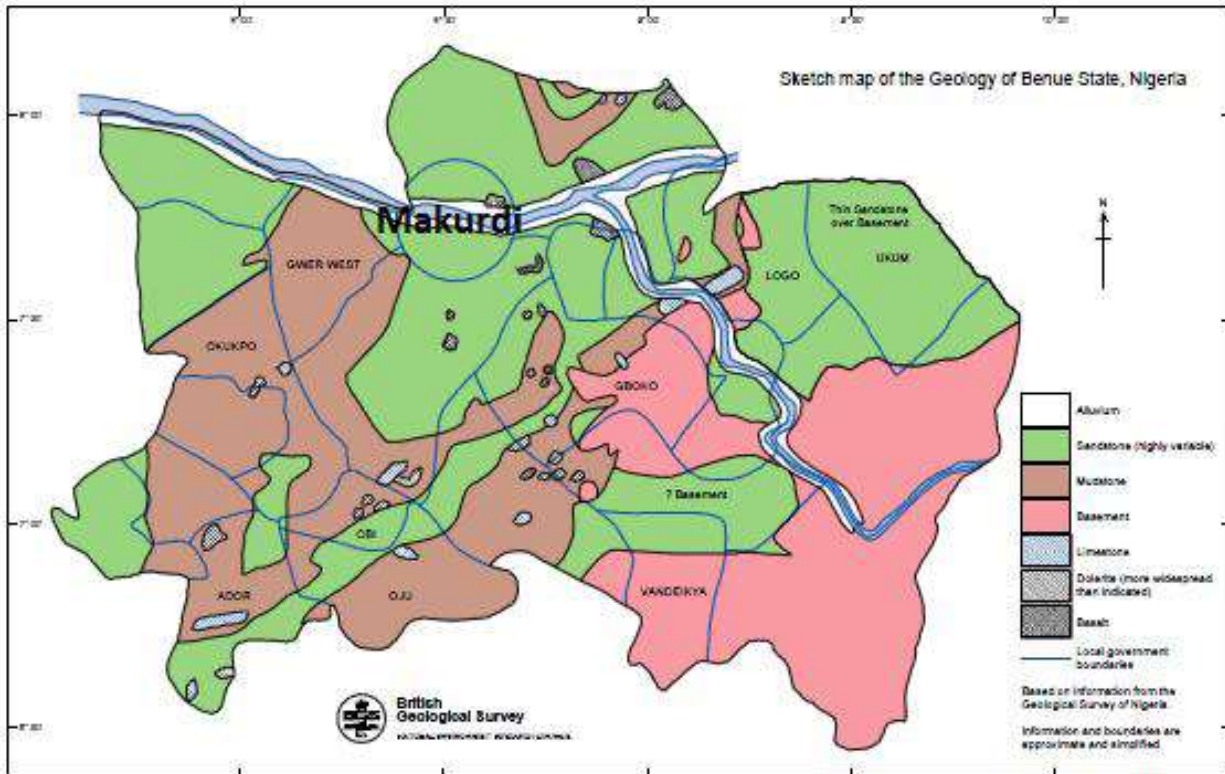 Sketch map of the Geology of Benue State, Nigeria
Makurdi
Thin Sandstone
over Basement
UKUM
LOGO
GWER-WEST
N
OKUKPO
GBOKO
? Basement
OBI
ADOR
OJU
VANDEIKYA
Alluvium
Sandstone (highly variable)
Mudstone
Basement
Limestone
Dolerite (more widespread
than indicated)
Basalt
Local government
boundaries
Based on information from the
Geological Survey of Nigeria.
Information and boundaries are
approximate and simplified
British
Geological Survey